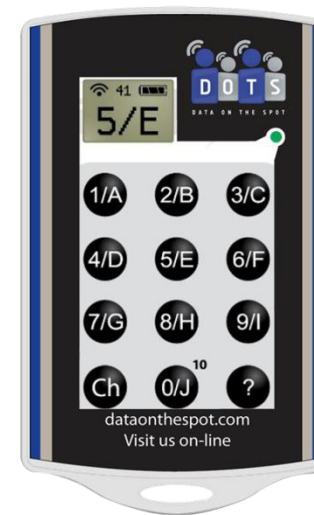 41
5/E
DOTS
DATA ON THE SPOT
1/A 2/B 3/C
4/D 5/E 6/F
7/G 8/H 9/I
10
Ch 0/J ?
dataonthespot.com
Visit us on-line